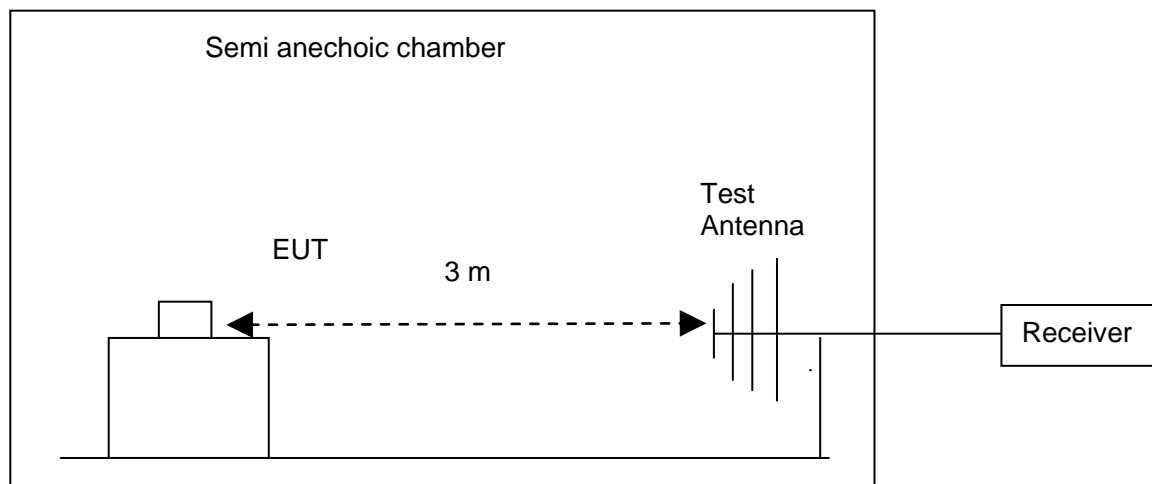 Semi anechoic chamber
Test
Antenna
EUT
3 m
Receiver